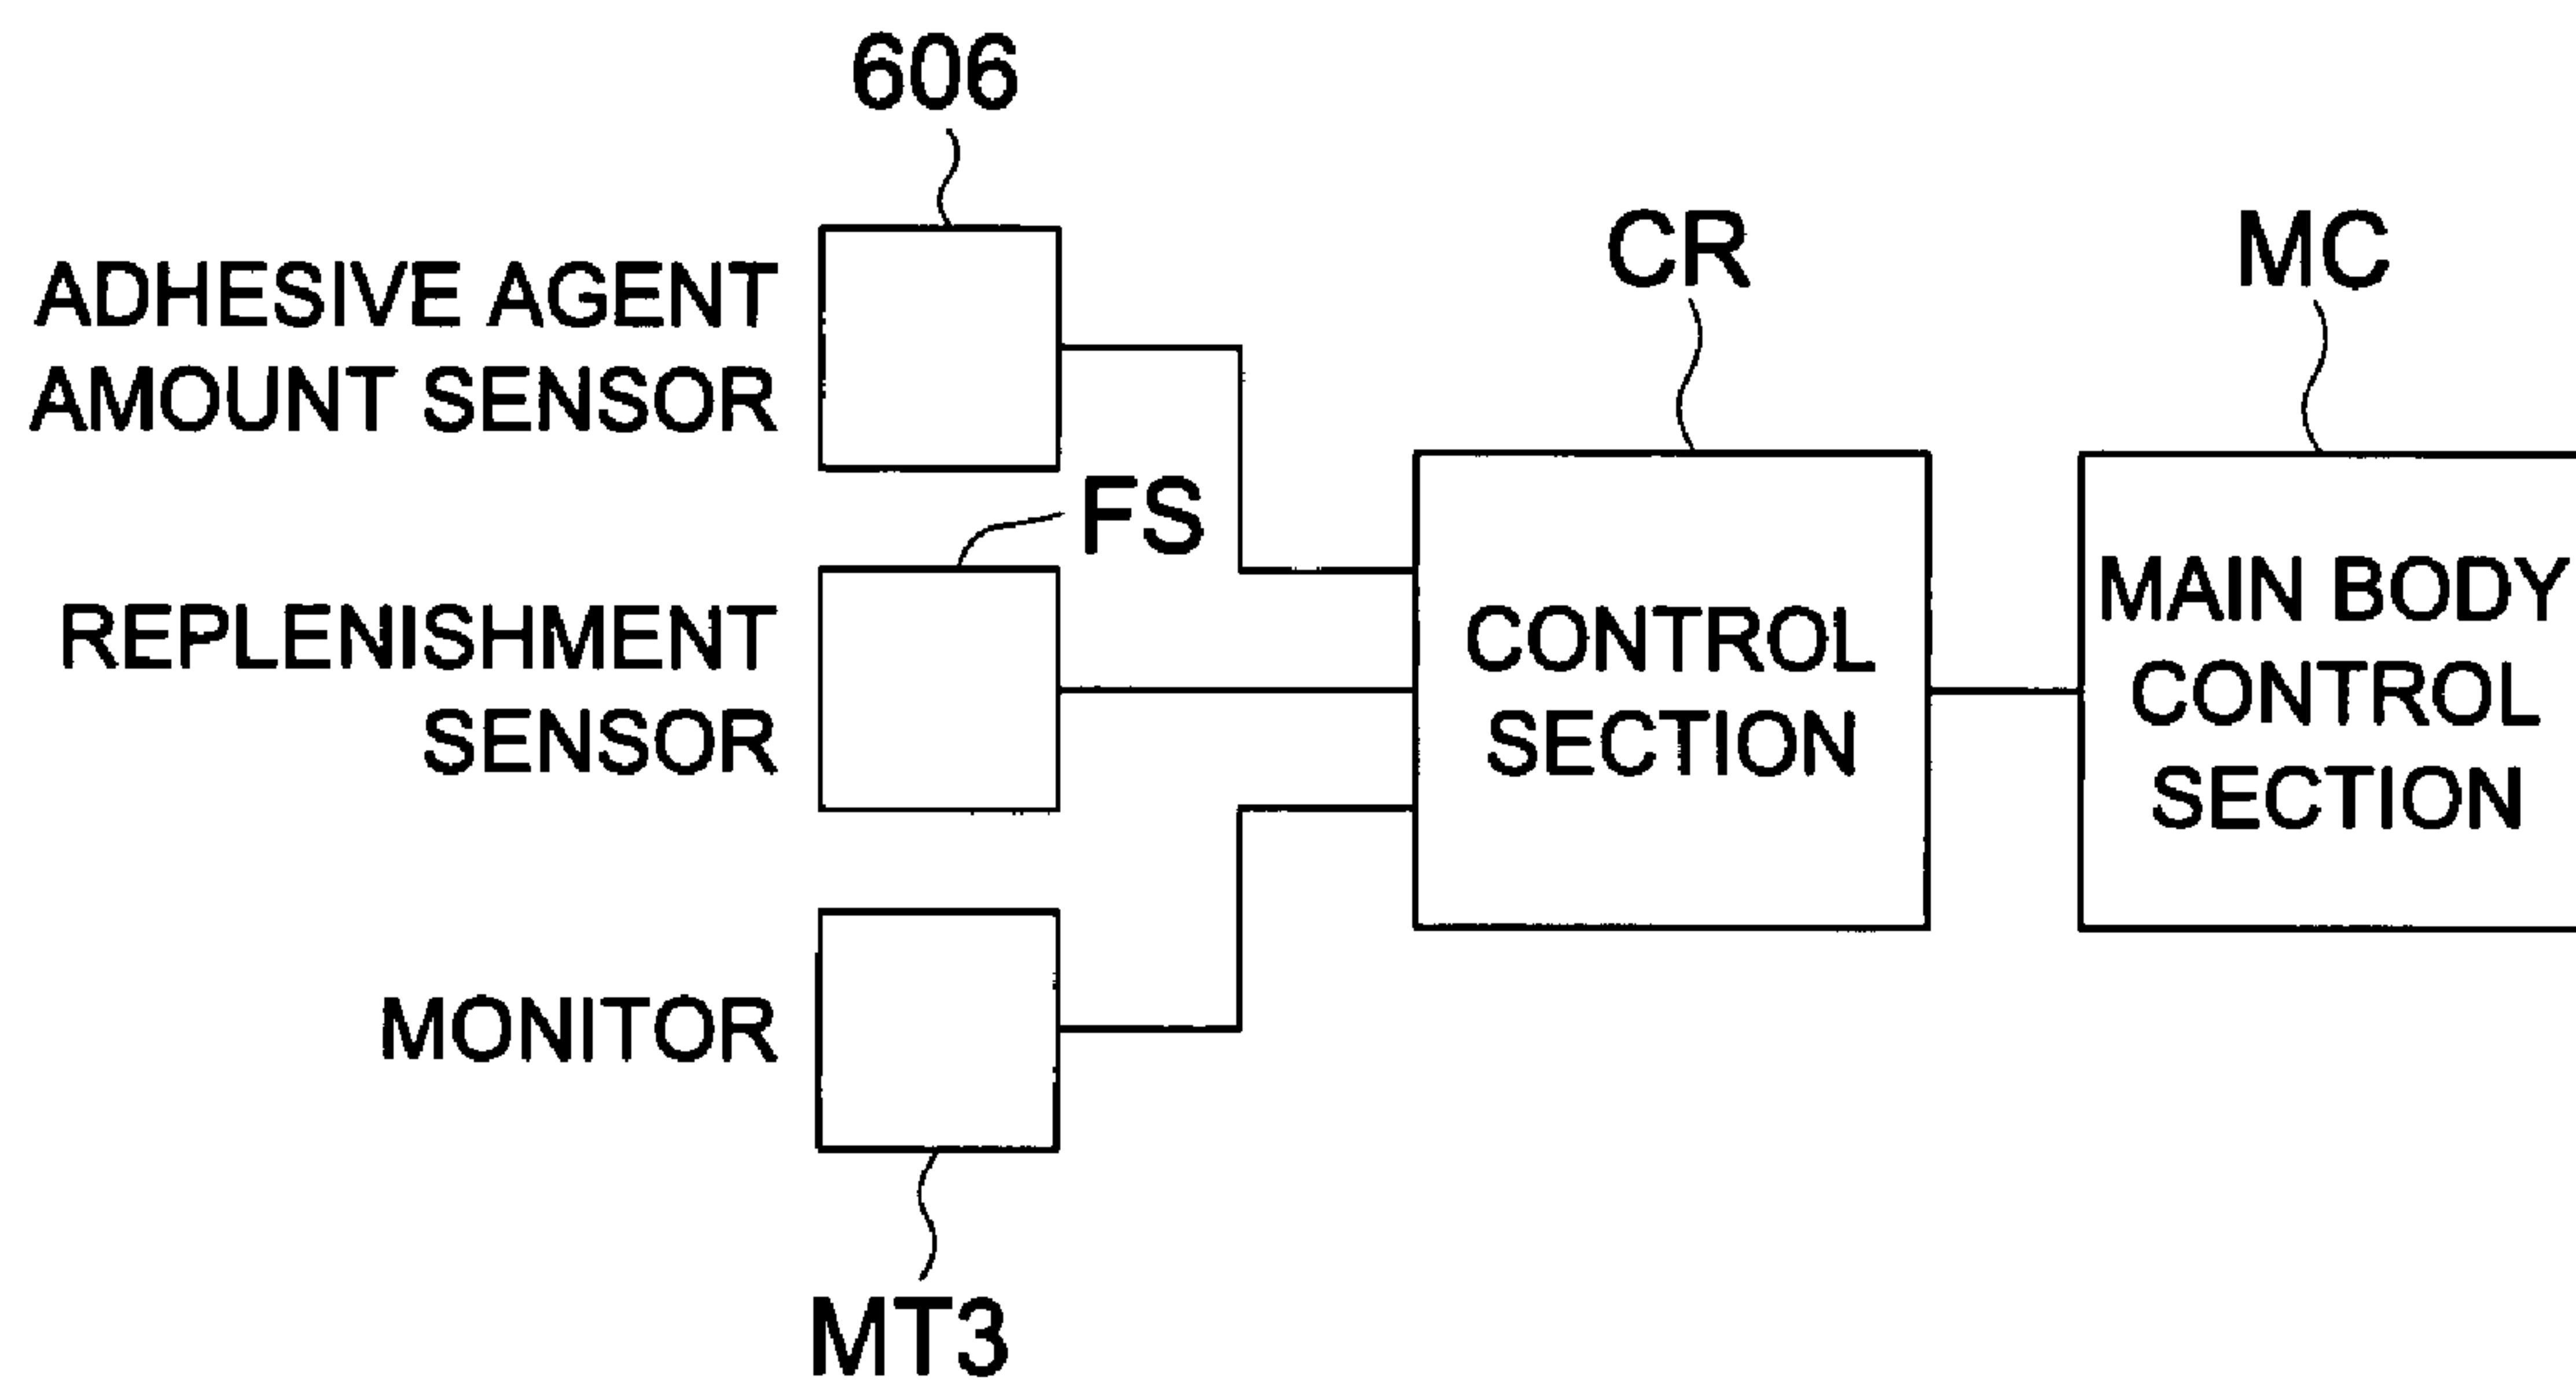 606
ADHESIVE AGENT
AMOUNT SENSOR
FS
REPLENISHMENT
SENSOR
MONITOR
MT3
CR
CONTROL
SECTION
MC
MAIN BODY
CONTROL
SECTION